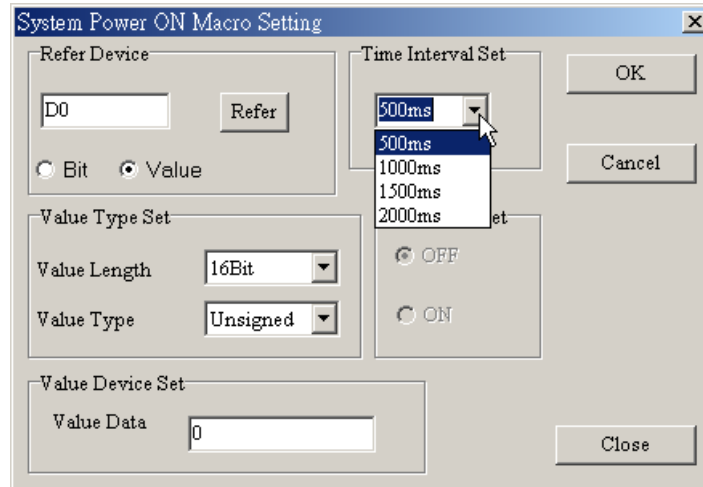 System Power ON Macro Setting
Refer Device
D0
Refer
Bit
Value
Time Interval Set
500ms
500ms
1000ms
1500ms
2000ms
OK
Cancel
Value Type Set
Value Length
16Bit
Value Type
Unsigned
et
OFF
ON
Value Device Set
Value Data
0
Close